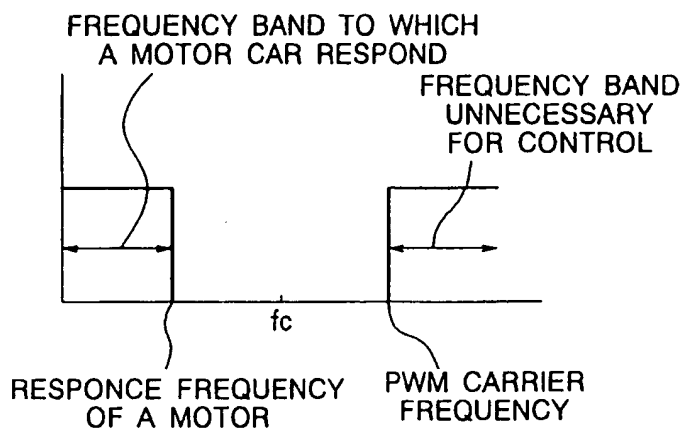 FREQUENCY BAND TO WHICH
A MOTOR CAR RESPOND
FREQUENCY BAND
UNNECESSARY
FOR CONTROL
fc
RESPONCE FREQUENCY
OF A MOTOR
PWM CARRIER
FREQUENCY